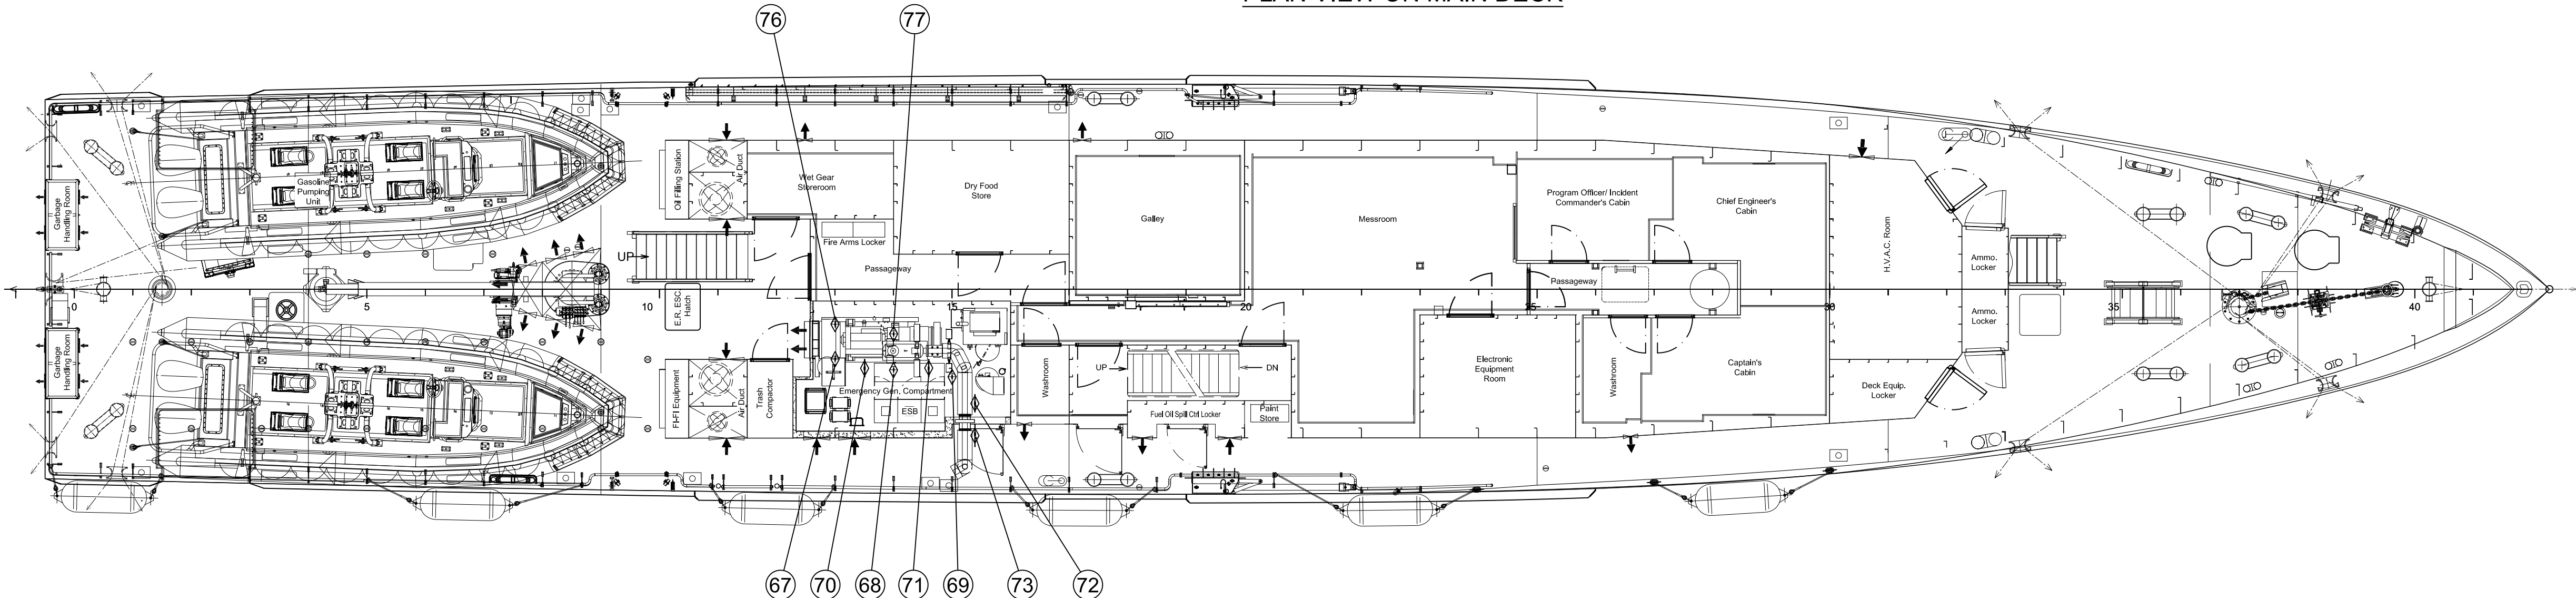 PLAN VIEW ON MAIN DECK
76
77
Garbage
Handling Room
Gasoline
Pumping
Unit
Oil Filling Station
Air Duct
Wet Gear
Storeroom
Dry Food
Store
Galley
Messroom
Program Officer/ Incident
Commander's Cabin
Chief Engineer's
Cabin
H.V.A.C. Room
Fire Arms Locker
UP
Passageway
Passageway
Ammo.
Locker
0
5
10
15
20
25
30
35
40
E.R. ESC.
Hatch
Ammo.
Locker
Garbage
Handling Room
FI-FI Equipment
Air Duct
Trash
Compactor
Emergency Gen. Compartment
ESB
Washroom
UP
DN
Fuel Oil Spill Ctrl Locker
Paint
Store
Electronic
Equipment
Room
Washroom
Captain's
Cabin
Deck Equip.
Locker
67
70
68
71
69
73
72